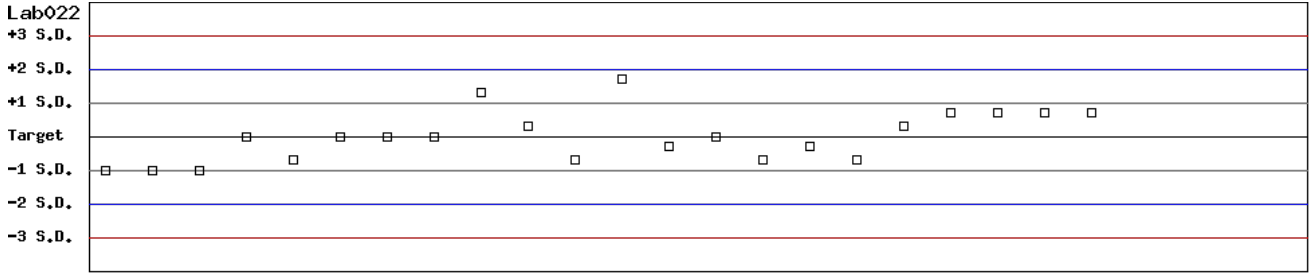 Lab022
+3 S.D.
+2 S.D.
+1 S.D.
Target
-1 S.D.
-2 S.D.
-3 S.D.